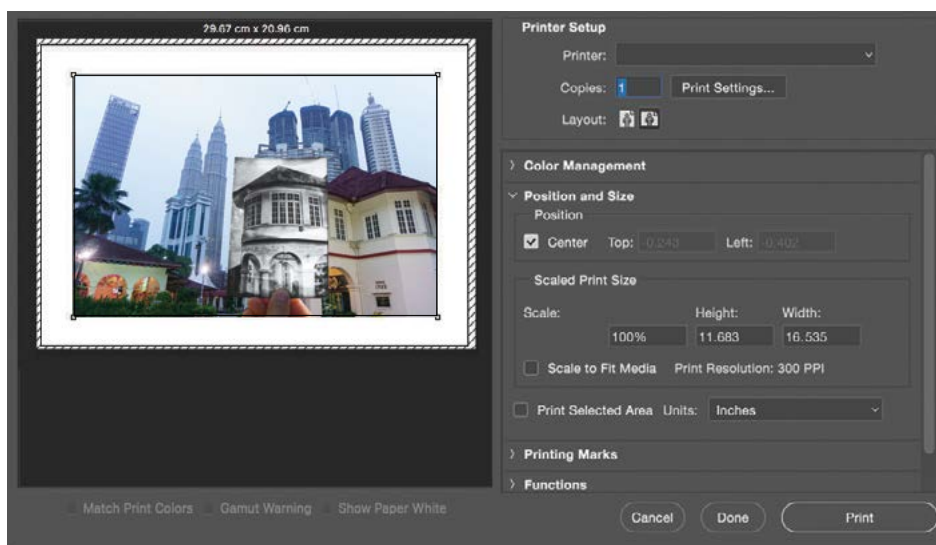 29.67 cm x 20.96 cm
Printer Setup
Printer:
Copies: 1 Print Settings...
Layout:
Color Management
Position and Size
Position
Center Top: -0.243 Left: -0.402
Scaled Print Size
Scale: Height: Width:
100% 11.683 16.535
Scale to Fit Media Print Resolution: 300 PPI
Print Selected Area Units: Inches
Printing Marks
Functions
Match Print Colors Gamut Warning Show Paper White
Cancel Done Print